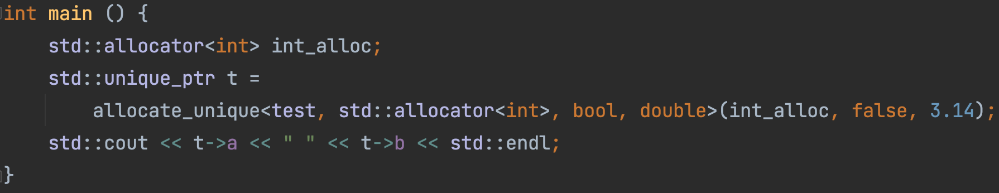 int main () {
    std::allocator<int> int_alloc;
    std::unique_ptr t =
        allocate_unique<test, std::allocator<int>, bool, double>(int_alloc, false, 3.14);
    std::cout << t->a << " " << t->b << std::endl;
}